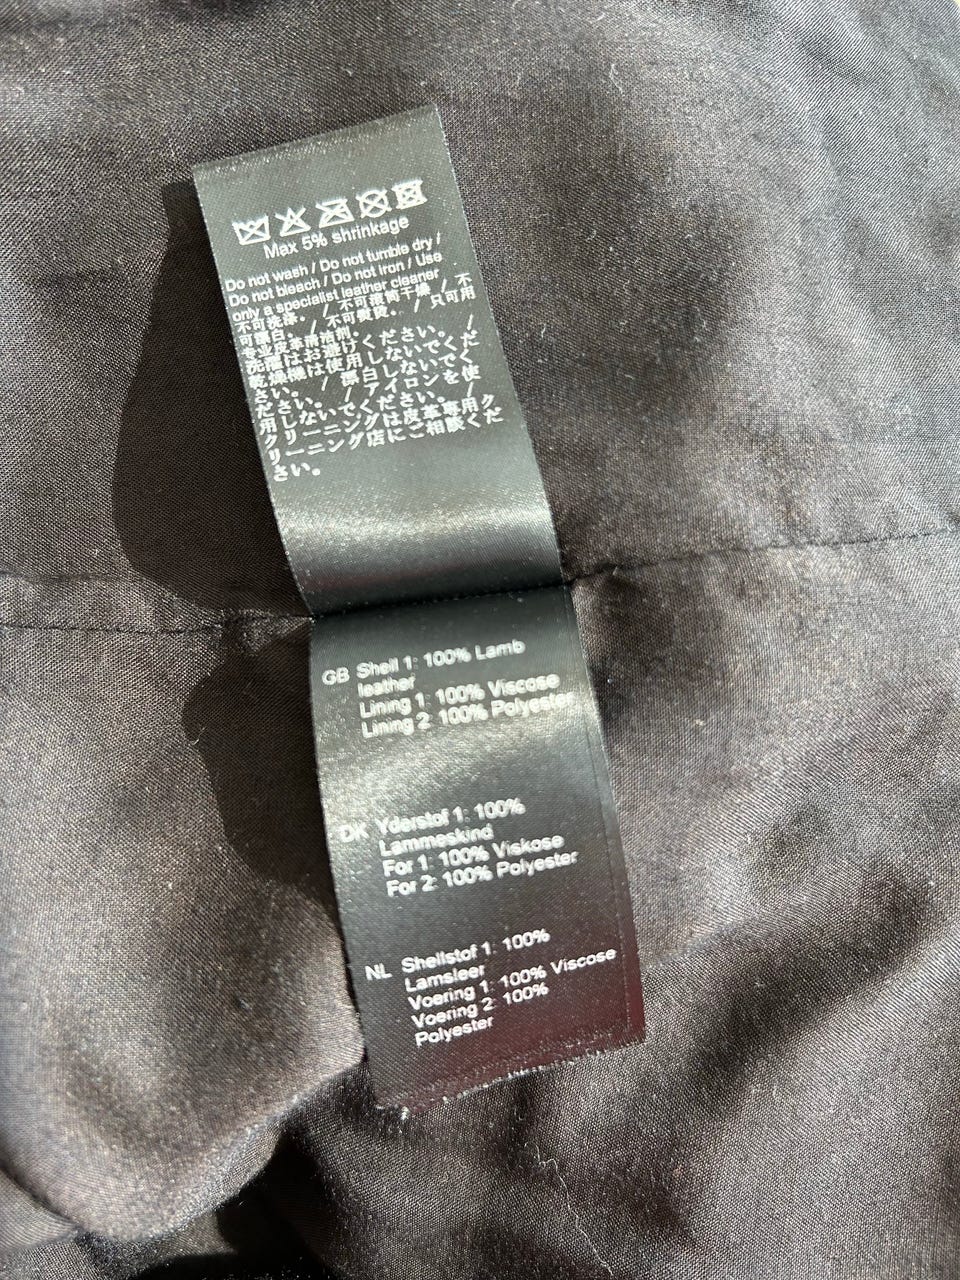 Max 5% shrinkage
Do not wash / Do not tumble dry /
Do not bleach / Do not iron / Use
only a specialist leather cleaner
不可洗涤。 / 不可滚筒干燥 / 不
可漂白。 / 不可熨烫。 / 只可用
专业皮革清洁剂。
洗濯はお避けください。 /
乾燥機は使用しないでくだ
さい。 / 漂白しないでく
ださい。 / アイロンを使
用しないでください。 /
クリーニングは皮革専用ク
リーニング店にご相談くだ
さい。
GB Shell 1: 100% Lamb
leather
Lining 1: 100% Viscose
Lining 2: 100% Polyester
DK Yderstof 1: 100%
Lammeskind
For 1: 100% Viskose
For 2: 100% Polyester
NL Shellstof 1: 100%
Lamsleer
Voering 1: 100% Viscose
Voering 2: 100%
Polyester